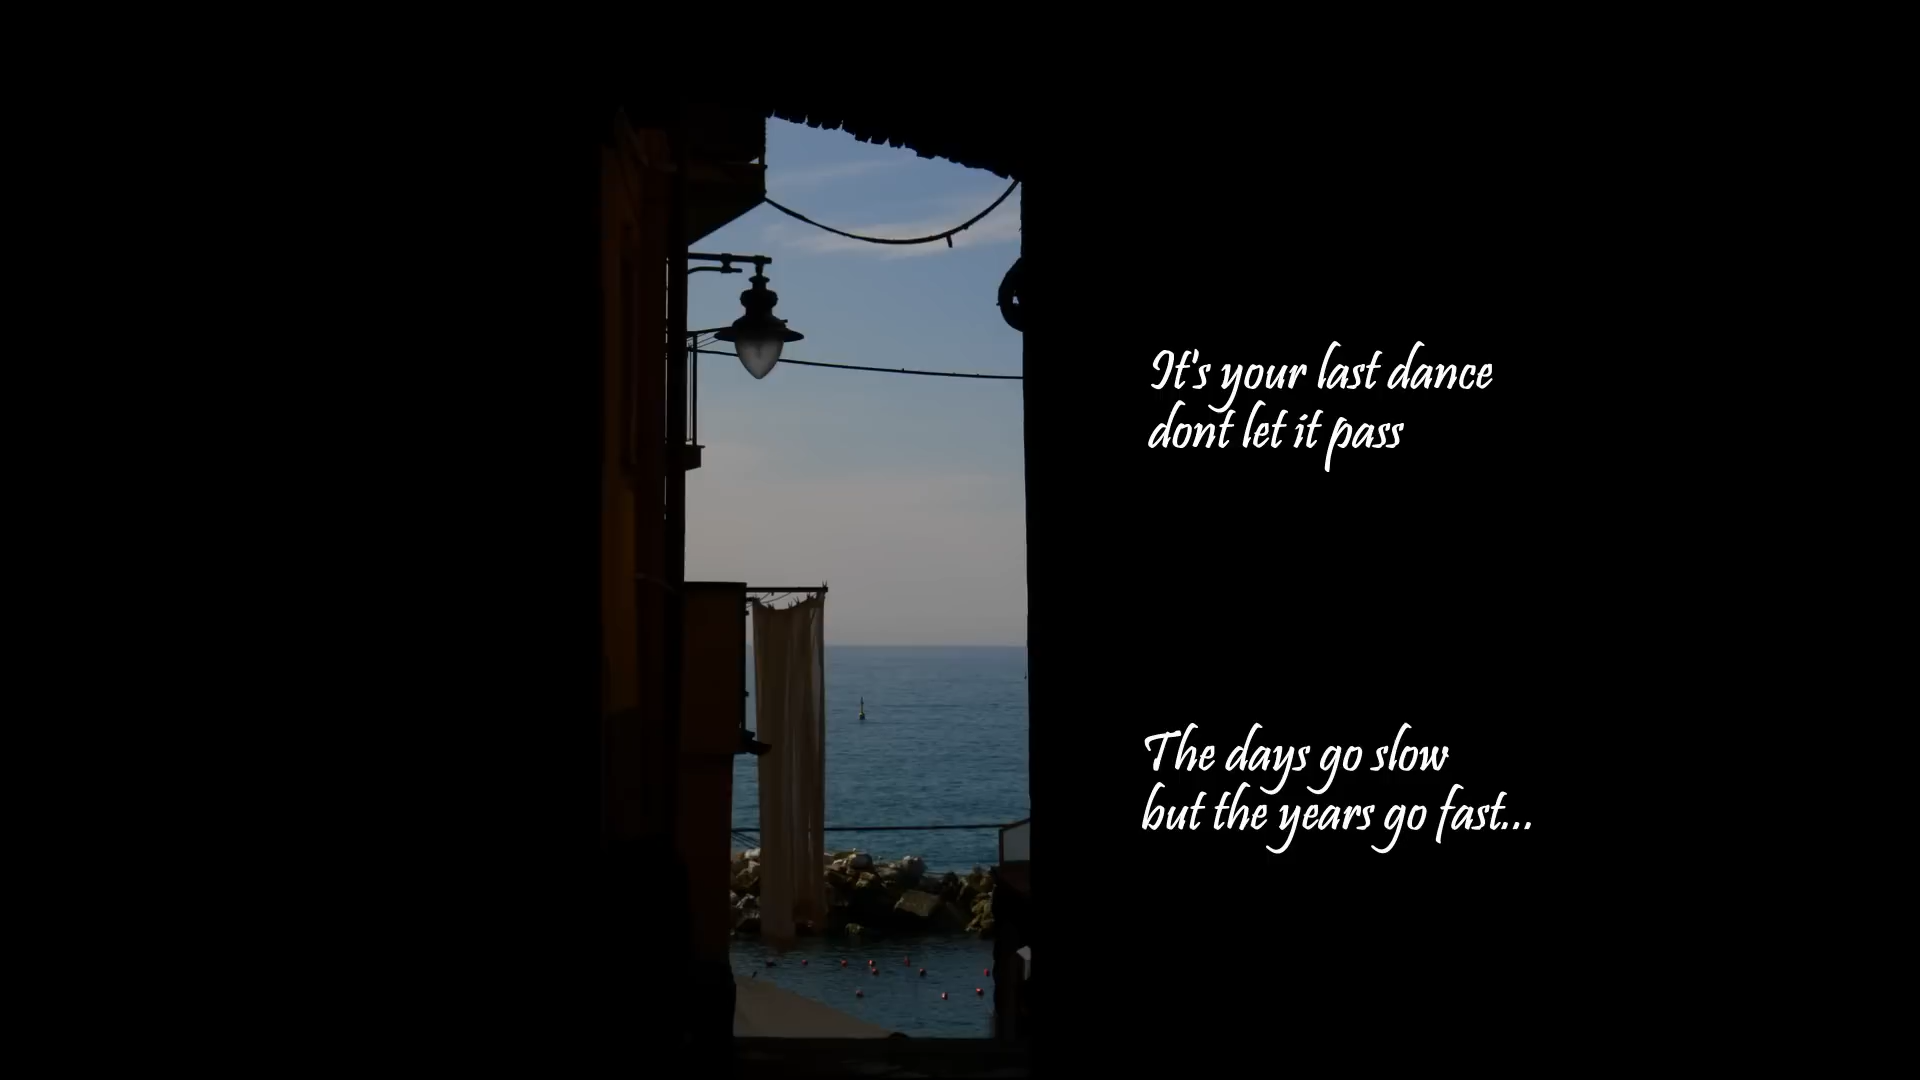 It's your last dance
dont let it pass
The days go slow
but the years go fast...